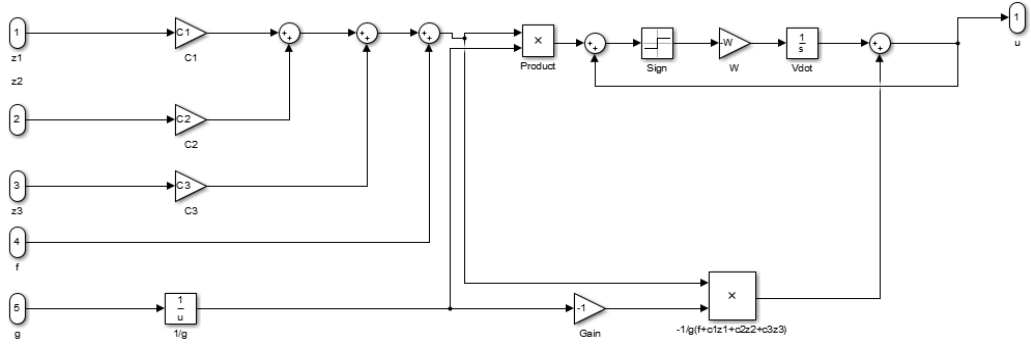 1
z1
C1
C1
+
+
+
+
+
+
×
Product
+
+
Sign
-W
W
1
s
Vdot
+
+
1
u
z2
2
C2
C2
3
z3
C3
C3
4
f
5
g
1
u
1/g
-1
Gain
×
-1/g(f+c1z1+c2z2+c3z3)